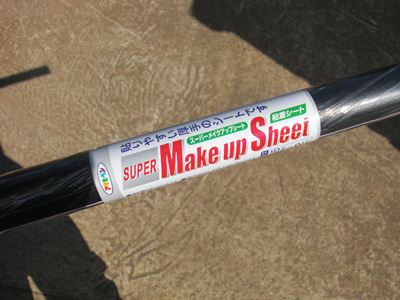 貼りやすい厚手のシートです
スーパーメイクアップシート
粘着シート
SUPER Make up Sheet